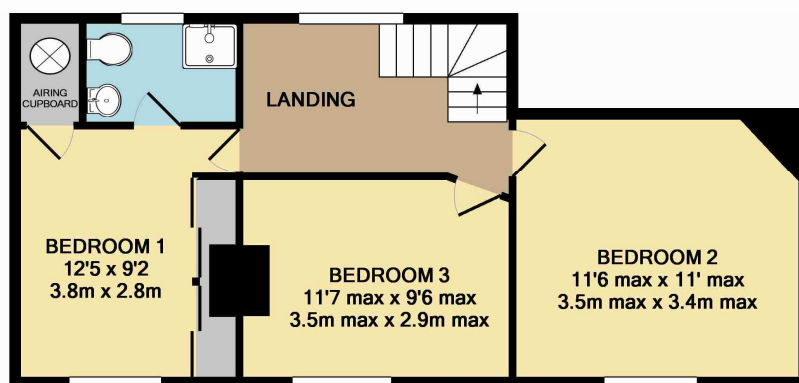 AIRING
CUPBOARD
LANDING
BEDROOM 1
12'5 x 9'2
3.8m x 2.8m
BEDROOM 3
11'7 max x 9'6 max
3.5m max x 2.9m max
BEDROOM 2
11'6 max x 11' max
3.5m max x 3.4m max